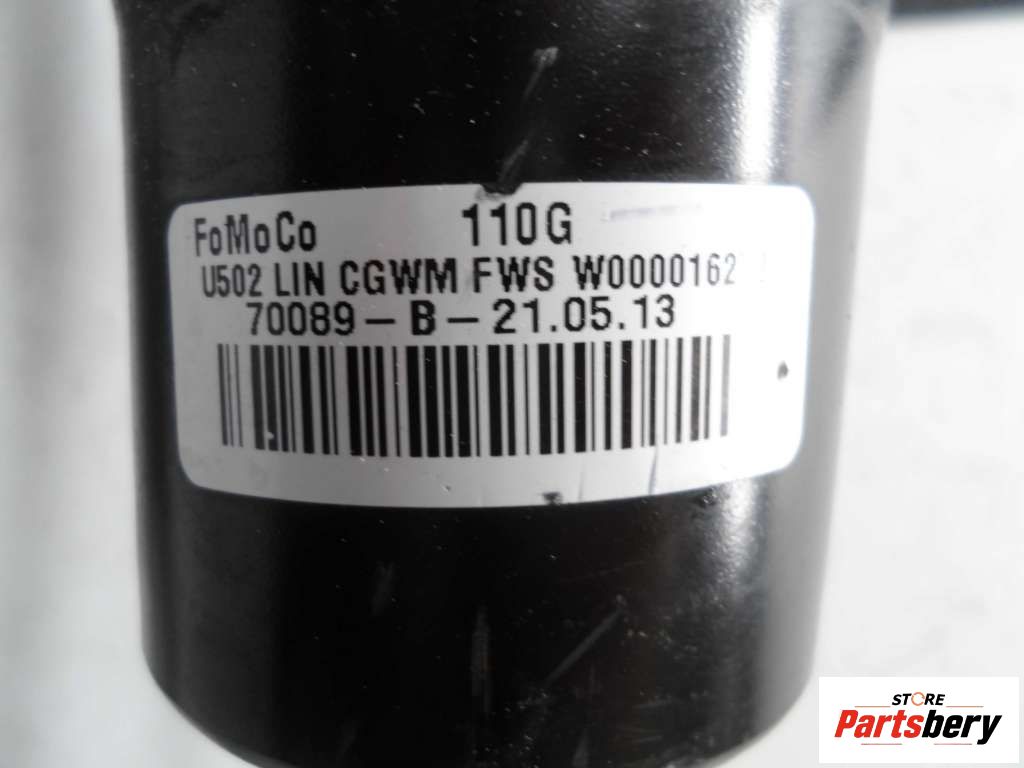 FoMoCo 110G
U502 LIN CGWM FWS W0000162
70089-B-21.05.13
STORE
Partsbery